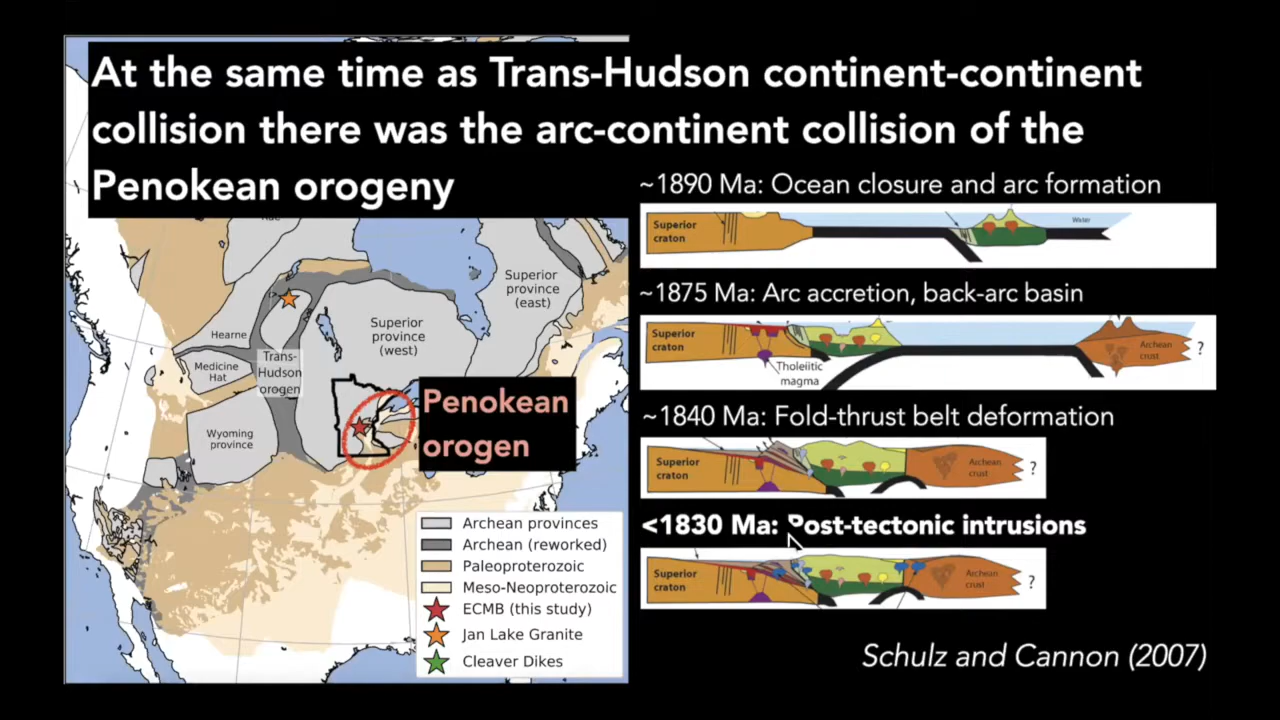 At the same time as Trans-Hudson continent-continent
collision there was the arc-continent collision of the
Penokean orogeny
~1890 Ma: Ocean closure and arc formation
Superior
craton
Water
~1875 Ma: Arc accretion, back-arc basin
Superior
craton
Tholeiitic
magma
Archean
crust
?
~1840 Ma: Fold-thrust belt deformation
Superior
craton
Archean
crust
?
<1830 Ma: Post-tectonic intrusions
Superior
craton
Archean
crust
?
Schulz and Cannon (2007)
Superior
province
(east)
Hearne
Superior
province
(west)
Medicine
Hat
Trans-
Hudson
orogen
Wyoming
province
Penokean
orogen
Archean provinces
Archean (reworked)
Paleoproterozoic
Meso-Neoproterozoic
ECMB (this study)
Jan Lake Granite
Cleaver Dikes